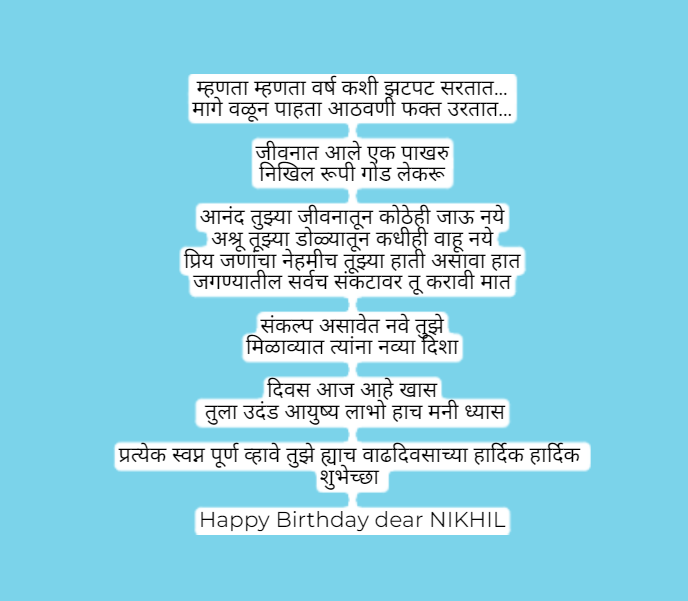 म्हणता म्हणता वर्ष कशी झटपट सरतात...
मागे वळून पाहता आठवणी फक्त उरतात...
जीवनात आले एक पाखरु
निखिल रूपी गोड लेकरू
आनंद तुझ्या जीवनातून कोठेही जाऊ नये
अश्रू तूझ्या डोळ्यातून कधीही वाहू नये
प्रिय जणांचा नेहमीच तूझ्या हाती असावा हात
जगण्यातील सर्वच संकटावर तू करावी मात
संकल्प असावेत नवे तुझे
मिळाव्यात त्यांना नव्या दिशा
दिवस आज आहे खास
तुला उदंड आयुष्य लाभो हाच मनी ध्यास
प्रत्येक स्वप्न पूर्ण व्हावे तुझे ह्याच वाढदिवसाच्या हार्दिक हार्दिक
शुभेच्छा
Happy Birthday dear NIKHIL